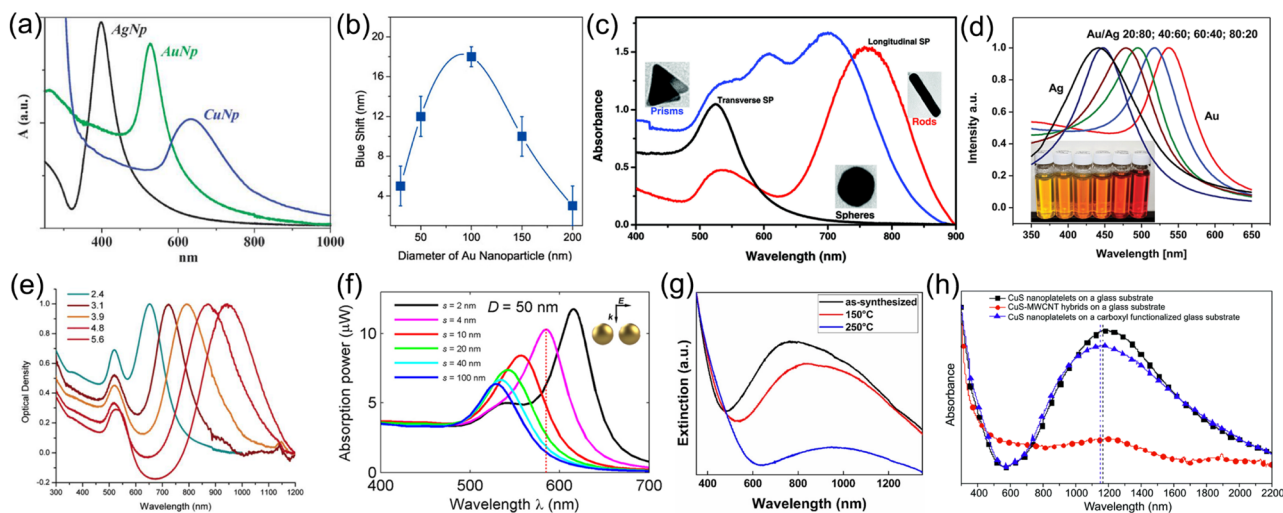 (a)
AgNp
AuNp
CuNp
A (a.u.)
400
600
800
1000
nm
(b)
20
18
16
14
12
10
8
6
4
2
Blue Shift (nm)
50
100
150
200
Diameter of Au Nanoparticle (nm)
(c)
Longitudinal SP
Transverse SP
Prisms
Rods
Spheres
1.5
1.0
0.5
0.0
Absorbance
400
500
600
700
800
900
Wavelength (nm)
(d)
Au/Ag 20:80; 40:60; 60:40; 80:20
Ag
Au
1.0
0.8
0.6
0.4
0.2
0.0
Intensity a.u.
350
400
450
500
550
600
650
Wavelength [nm]
(e)
2.4
3.1
3.9
4.8
5.6
1.0
0.8
0.6
0.4
0.2
0.0
-0.2
Optical Density
300
400
500
600
700
800
900
1000
1100
1200
Wavelength (nm)
(f)
s = 2 nm
s = 4 nm
s = 10 nm
s = 20 nm
s = 40 nm
s = 100 nm
D = 50 nm
E
k
10
5
0
Absorption power (μW)
400
500
600
700
Wavelength λ (nm)
(g)
as-synthesized
150°C
250°C
Extinction (a.u.)
400
800
1200
Wavelength (nm)
(h)
CuS nanoplatelets on a glass substrate
CuS-MWCNT hybrids on a glass substrate
CuS nanoplatelets on a carboxyl functionalized glass substrate
Absorbance
400
600
800
1000
1200
1400
1600
1800
2000
2200
Wavelength (nm)